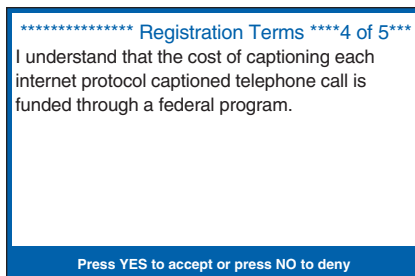 *************** Registration Terms ****4 of 5***
I understand that the cost of captioning each
internet protocol captioned telephone call is
funded through a federal program.
Press YES to accept or press NO to deny